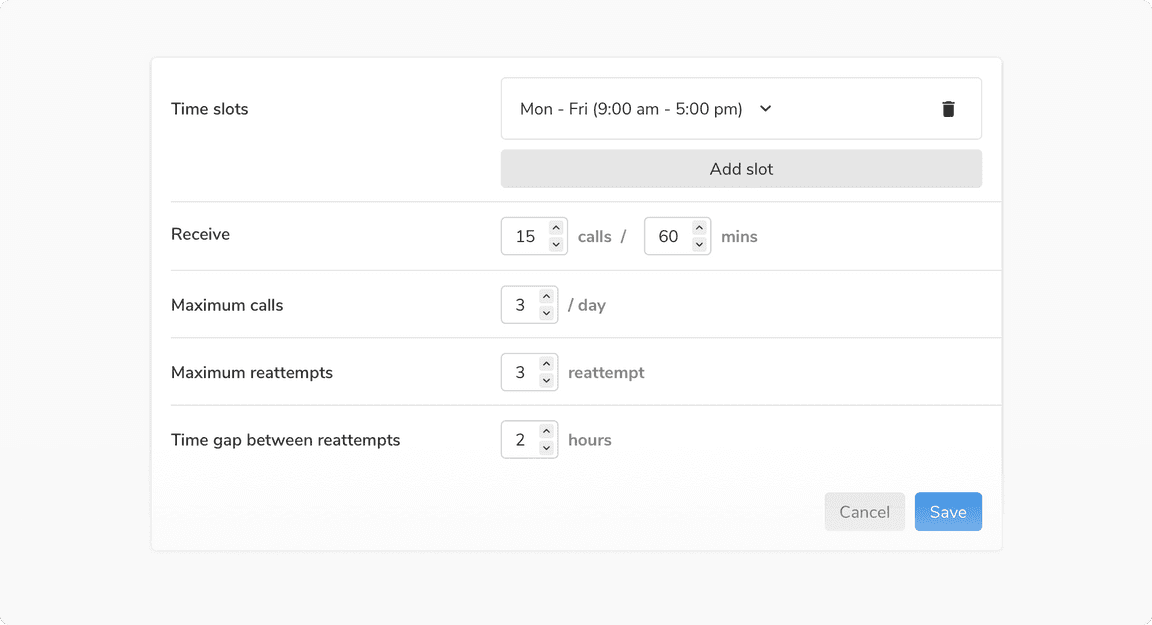 Time slots
Mon - Fri (9:00 am - 5:00 pm)
Add slot
Receive 15 calls / 60 mins
Maximum calls 3 / day
Maximum reattempts 3 reattempt
Time gap between reattempts 2 hours
Cancel Save